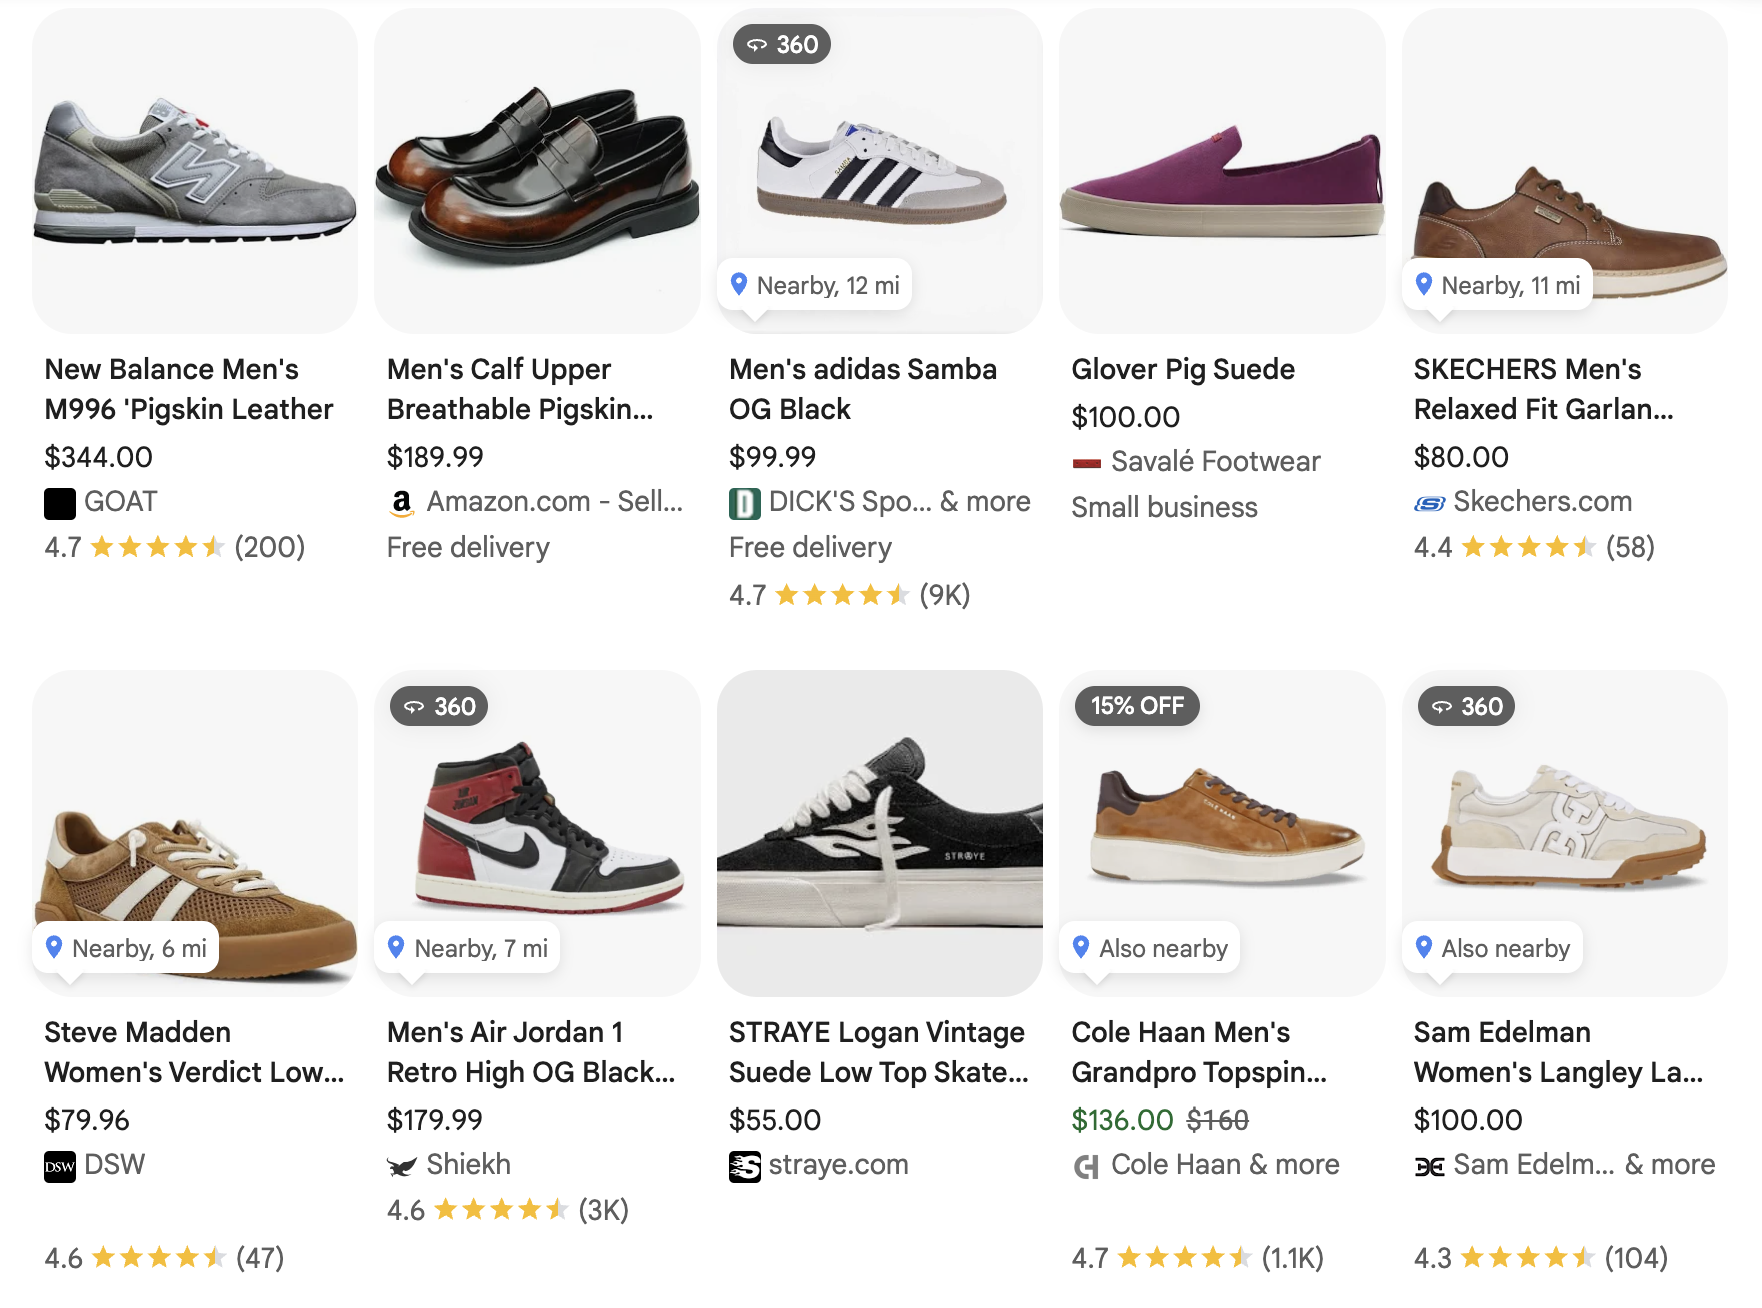 360
Nearby, 12 mi
Nearby, 11 mi
New Balance Men's
M996 'Pigskin Leather
$344.00
GOAT
4.7 (200)
Men's Calf Upper
Breathable Pigskin...
$189.99
a Amazon.com - Sell...
Free delivery
SAMBA
Men's adidas Samba
OG Black
$99.99
D DICK'S Spo... & more
Free delivery
4.7 (9K)
Glover Pig Suede
$100.00
Savalé Footwear
Small business
SKECHERS Men's
Relaxed Fit Garlan...
$80.00
S Skechers.com
4.4 (58)
360
15% OFF
360
AIR
JORDAN
STRAYE
COLE HAAN
Nearby, 6 mi
Nearby, 7 mi
Also nearby
Also nearby
Steve Madden
Women's Verdict Low...
$79.96
DSW DSW
4.6 (47)
Men's Air Jordan 1
Retro High OG Black...
$179.99
Shiekh
4.6 (3K)
STRAYE Logan Vintage
Suede Low Top Skate...
$55.00
S straye.com
Cole Haan Men's
Grandpro Topspin...
$136.00 $160
Cole Haan & more
4.7 (1.1K)
Sam Edelman
Women's Langley La...
$100.00
Sam Edelm... & more
4.3 (104)